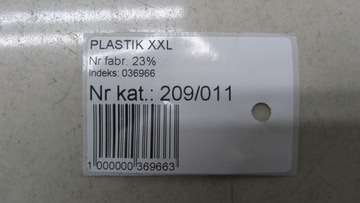 PLASTIK XXL
Nr fabr. 23%
Indeks: 036966
Nr kat.: 209/011
1 000000 369663